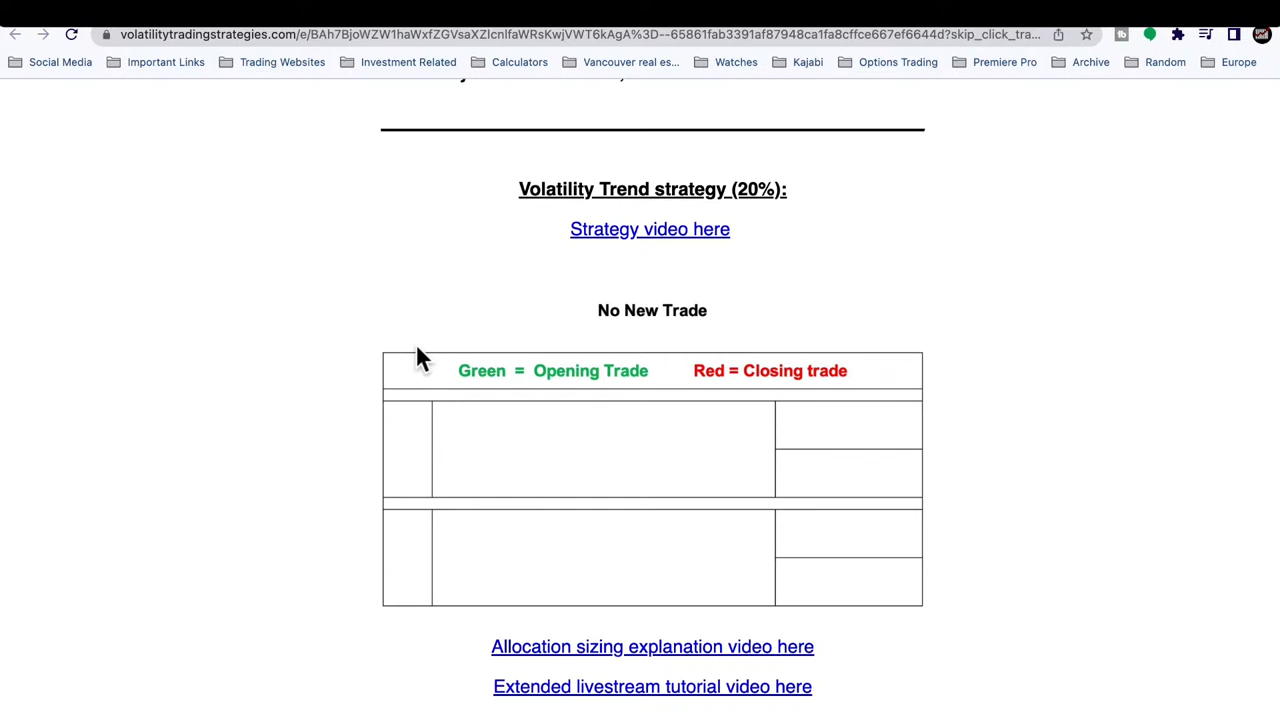 volatilitytradingstrategies.com/e/BAh7BjoWZW1haWxfZGVsaXZlcnlfaWRsKwjVWT6kAgA%3D--65861fab3391af87948ca1fa8cffce667ef6644d?skip_click_tra...
Social Media Important Links Trading Websites Investment Related Calculators Vancouver real es... Watches Kajabi Options Trading Premiere Pro Archive Random Europe
Volatility Trend strategy (20%):
Strategy video here
No New Trade
Green = Opening Trade Red = Closing trade
Allocation sizing explanation video here
Extended livestream tutorial video here